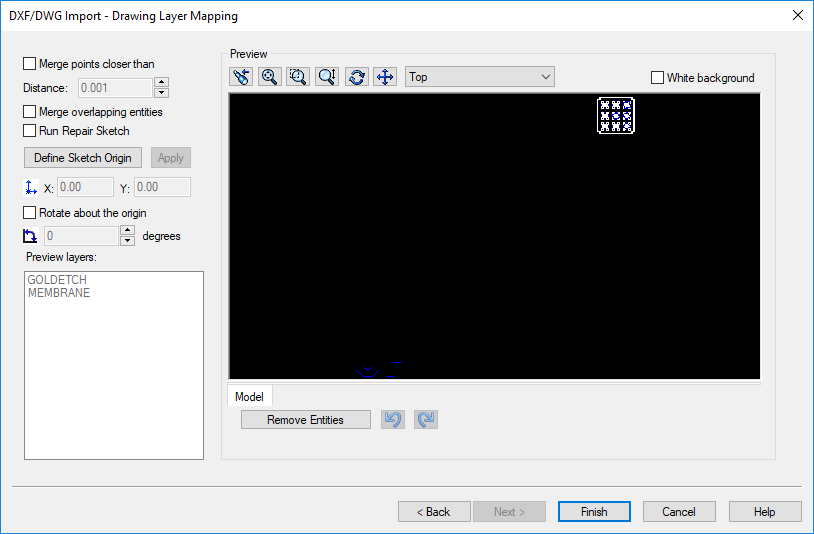 DXF/DWG Import - Drawing Layer Mapping
Merge points closer than
Distance: 0.001
Merge overlapping entities
Run Repair Sketch
Define Sketch Origin Apply
X: 0.00 Y: 0.00
Rotate about the origin
0 degrees
Preview layers:
GOLDETCH
MEMBRANE
Preview
Top White background
Model
Remove Entities
< Back Next > Finish Cancel Help